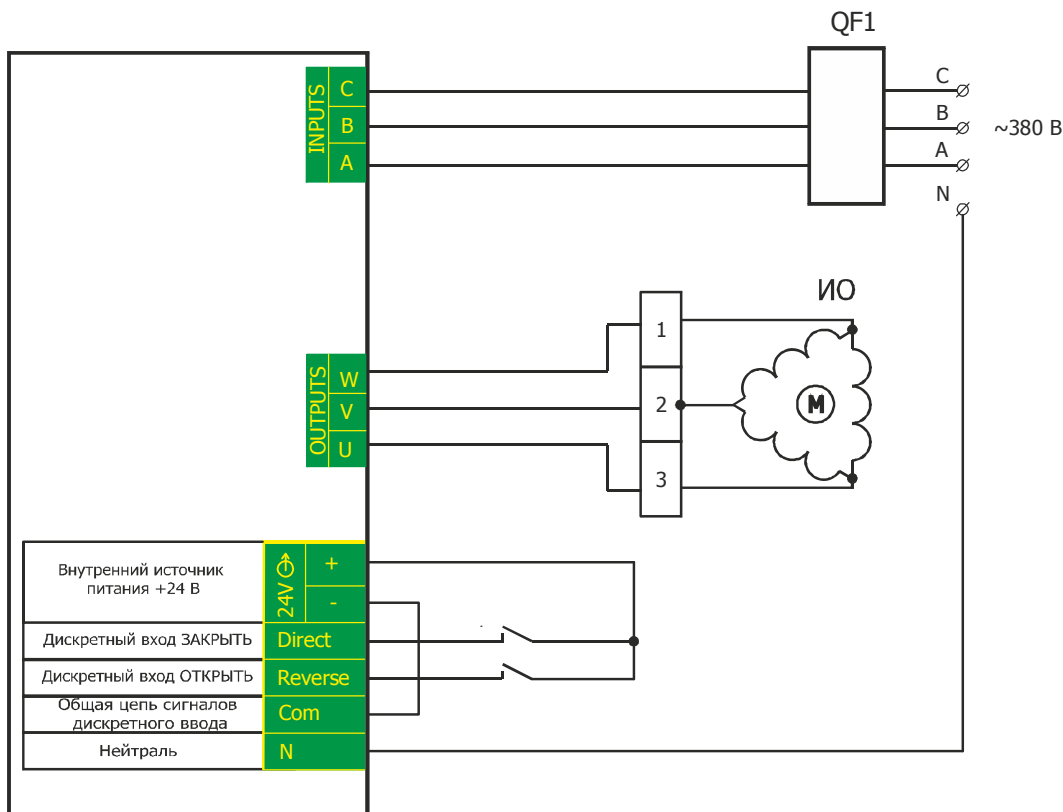 QF1
INPUTS
C
B
A
C
B
A
N
~380 В
OUTPUTS
W
V
U
1
2
3
ИО
M
Внутренний источник
питания +24 В
24V
+
-
Дискретный вход ЗАКРЫТЬ
Direct
Дискретный вход ОТКРЫТЬ
Reverse
Общая цепь сигналов
дискретного ввода
Com
Нейтраль
N